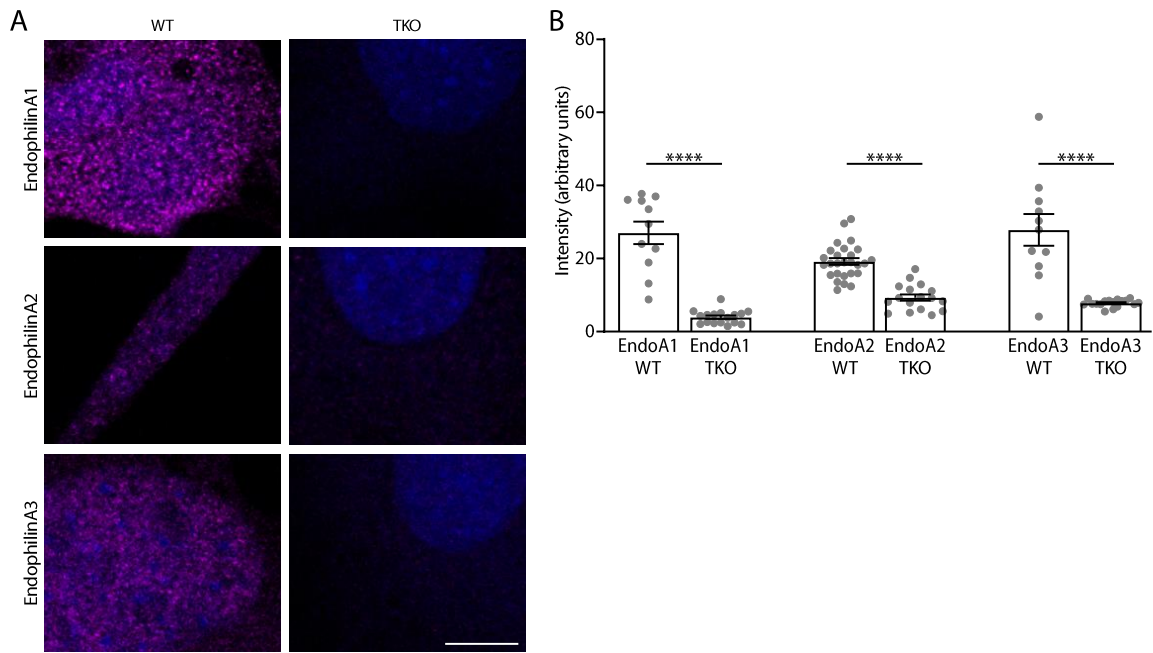 A
WT
TKO
EndophilinA1
EndophilinA2
EndophilinA3
B
Intensity (arbitrary units)
80
60
40
20
0
**** **** ****
EndoA1 EndoA1 EndoA2 EndoA2 EndoA3 EndoA3
WT TKO WT TKO WT TKO